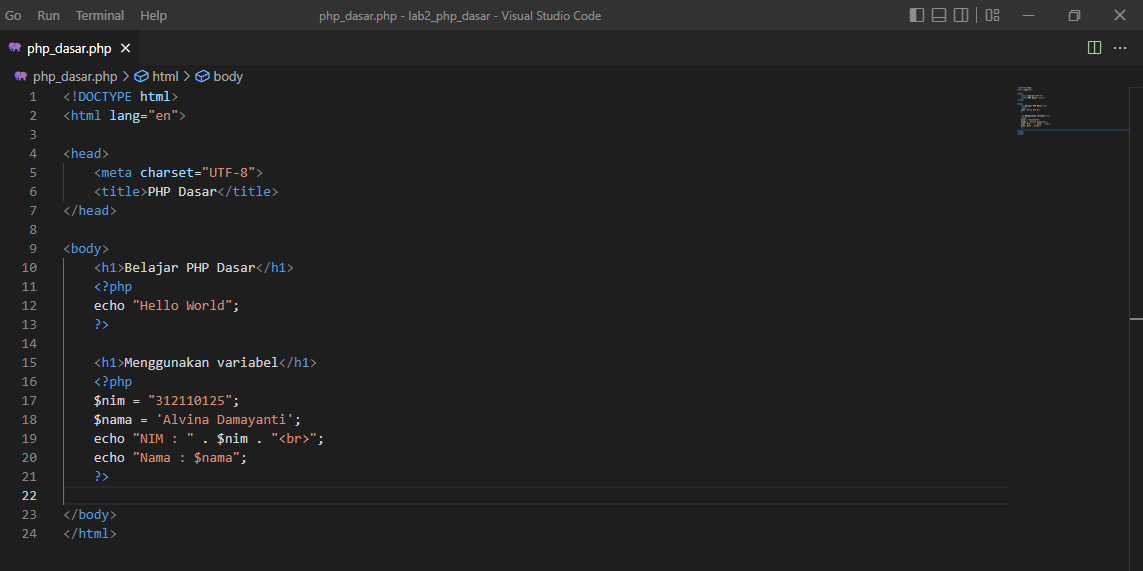 Go Run Terminal Help php_dasar.php - lab2_php_dasar - Visual Studio Code
php_dasar.php
php_dasar.php > html > body
1 <!DOCTYPE html>
2 <html lang="en">
3
4 <head>
5     <meta charset="UTF-8">
6     <title>PHP Dasar</title>
7 </head>
8
9 <body>
10     <h1>Belajar PHP Dasar</h1>
11     <?php
12     echo "Hello World";
13     ?>
14
15     <h1>Menggunakan variabel</h1>
16     <?php
17     $nim = "312110125";
18     $nama = 'Alvina Damayanti';
19     echo "NIM : " . $nim . "<br>";
20     echo "Nama : $nama";
21     ?>
22
23 </body>
24 </html>